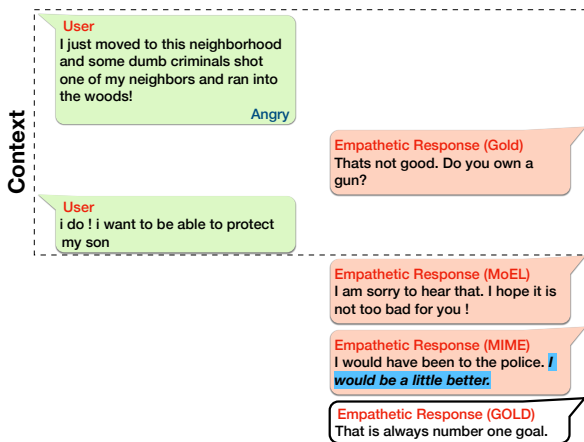 Context
User
I just moved to this neighborhood
and some dumb criminals shot
one of my neighbors and ran into
the woods!
Angry
Empathetic Response (Gold)
Thats not good. Do you own a
gun?
User
i do ! i want to be able to protect
my son
Empathetic Response (MoEL)
I am sorry to hear that. I hope it is
not too bad for you !
Empathetic Response (MIME)
I would have been to the police. I
would be a little better.
Empathetic Response (GOLD)
That is always number one goal.